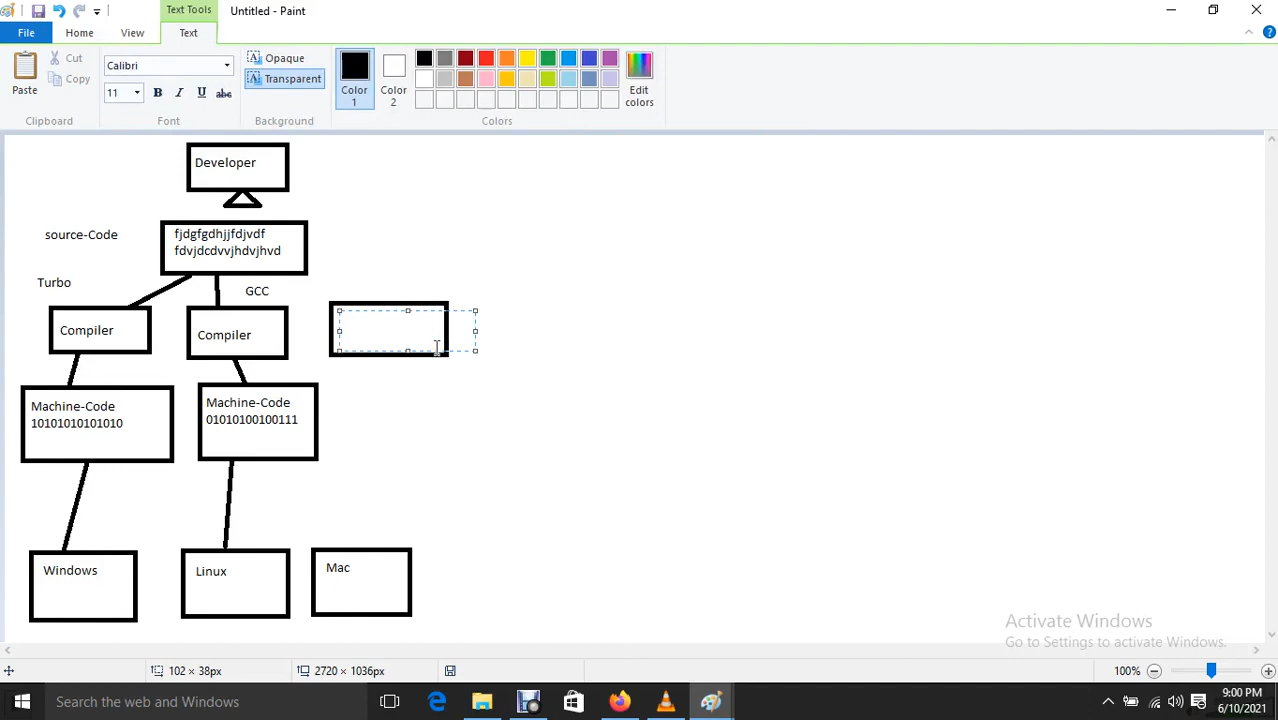 Text Tools
Untitled - Paint
File
Home
View
Text
Paste
Cut
Copy
Clipboard
Calibri
11
B
I
U
abc
Font
Opaque
Transparent
Background
Color 1
Color 2
Edit colors
Colors
Developer
source-Code
fjdgfgdhjjfdjvdf
fdvjdcdvvjhdvjhvd
Turbo
GCC
Compiler
Compiler
Machine-Code
10101010101010
Machine-Code
01010100100111
Windows
Linux
Mac
Activate Windows
Go to Settings to activate Windows.
102 × 38px
2720 × 1036px
100%
Search the web and Windows
9:00 PM
6/10/2021